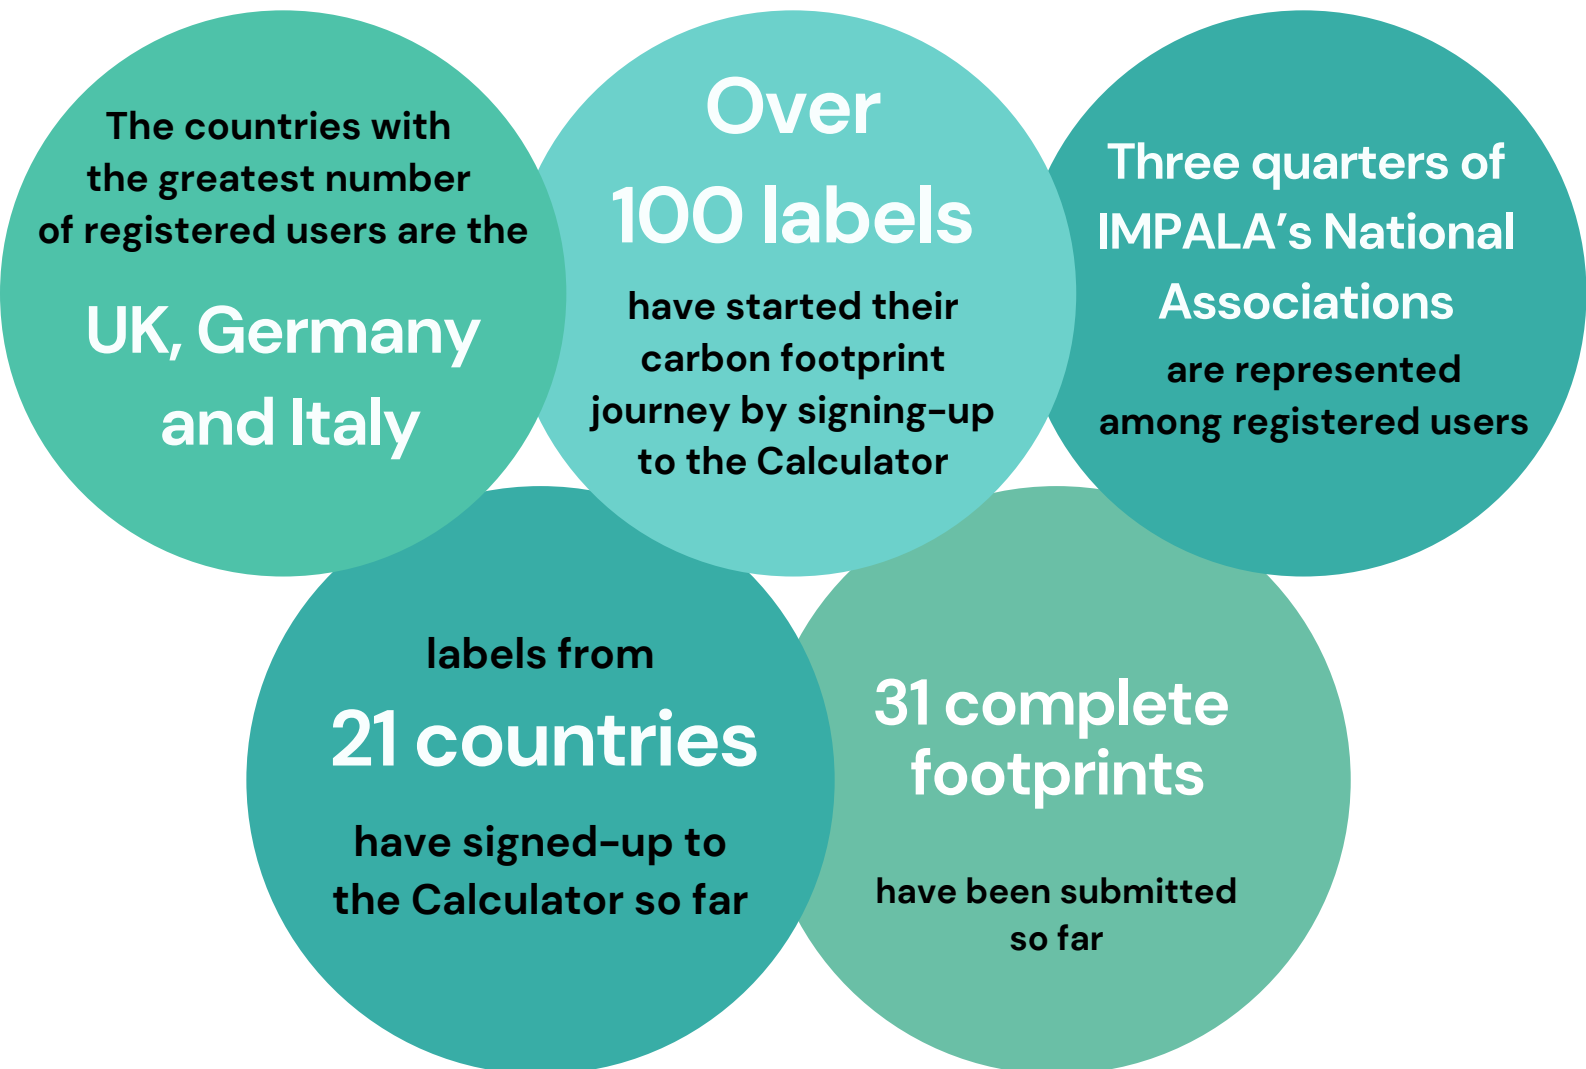 The countries with
the greatest number
of registered users are the
UK, Germany
and Italy
Over
100 labels
have started their
carbon footprint
journey by signing-up
to the Calculator
Three quarters of
IMPALA’s National
Associations
are represented
among registered users
labels from
21 countries
have signed-up to
the Calculator so far
31 complete
footprints
have been submitted
so far